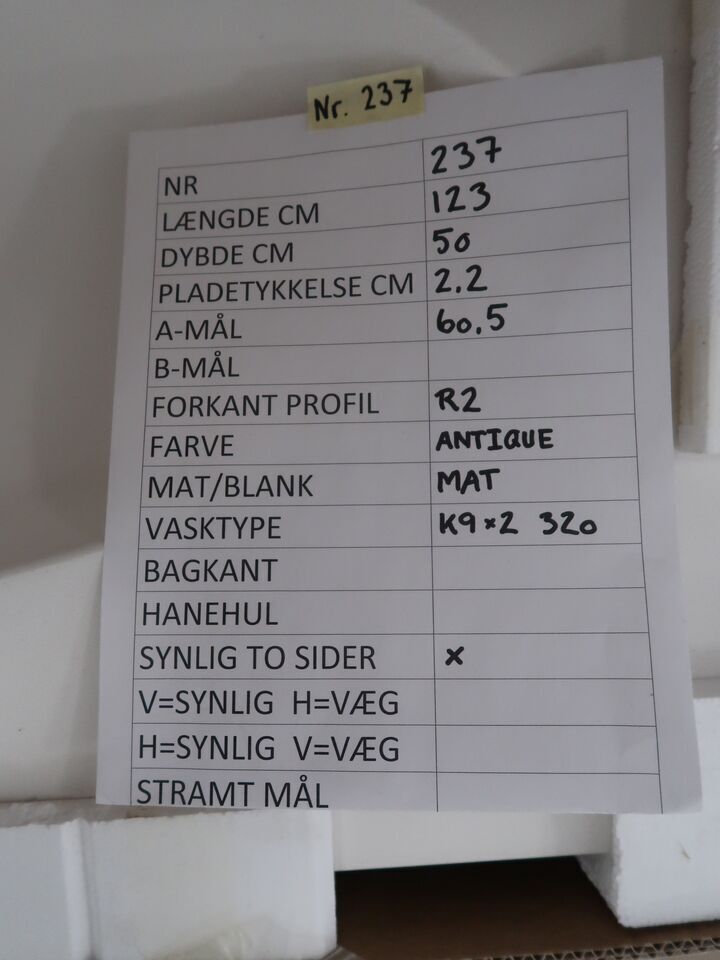 Nr. 237
NR 237
LÆNGDE CM 123
DYBDE CM 50
PLADETYKKELSE CM 2.2
A-MÅL 60.5
B-MÅL
FORKANT PROFIL R2
FARVE ANTIQUE
MAT/BLANK MAT
VASKTYPE K9×2 320
BAGKANT
HANEHUL
SYNLIG TO SIDER ×
V=SYNLIG H=VÆG
H=SYNLIG V=VÆG
STRAMT MÅL